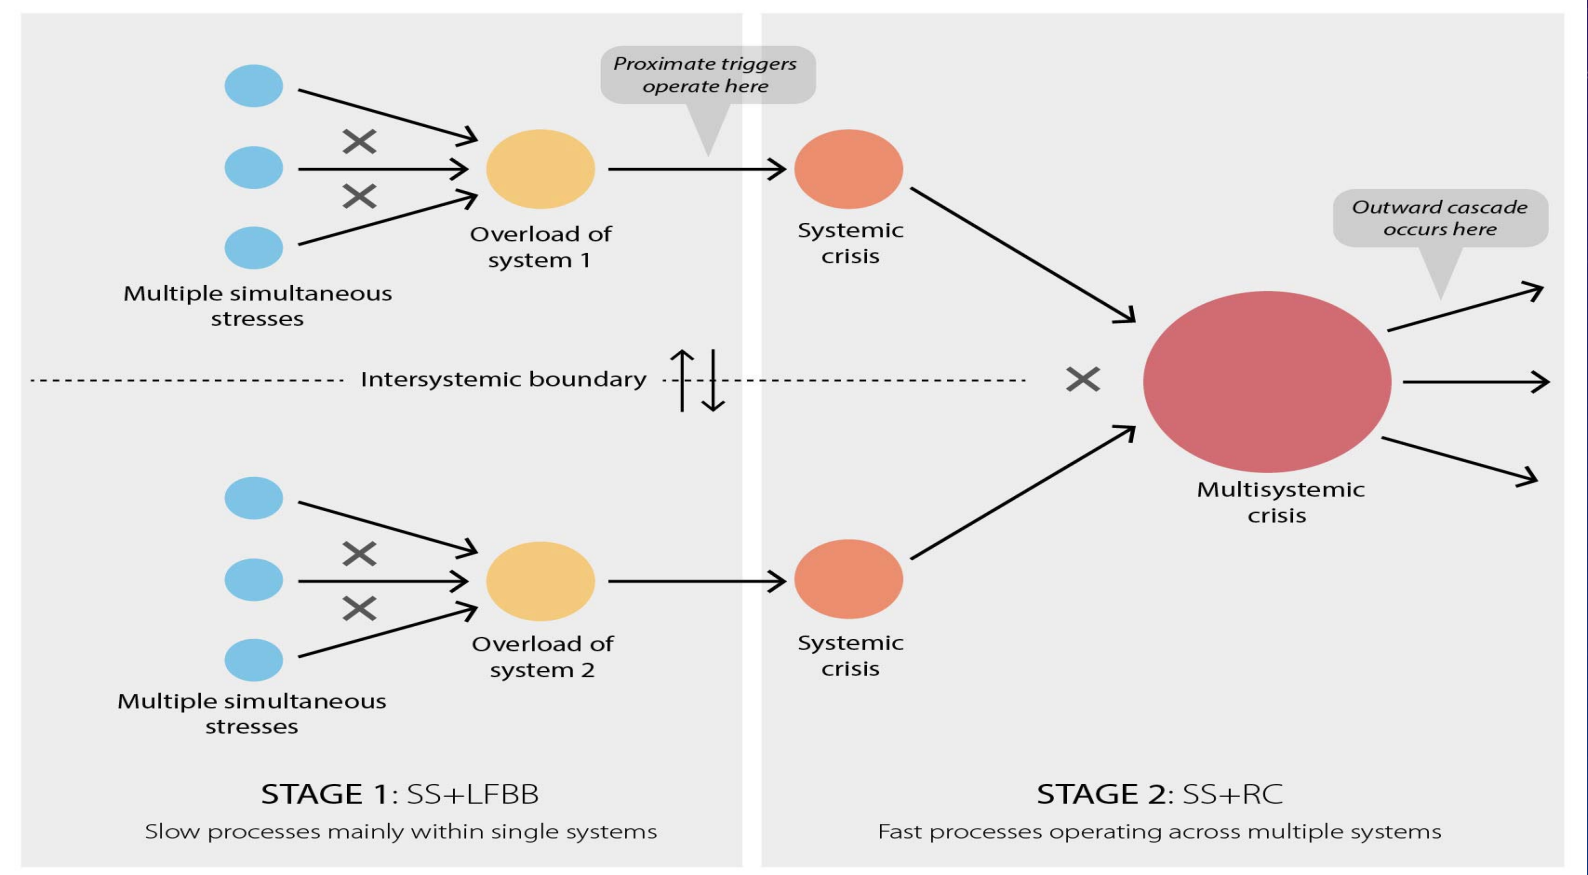 Proximate triggers
operate here
Overload of
system 1
Systemic
crisis
Outward cascade
occurs here
Multiple simultaneous
stresses
Intersystemic boundary
Multisystemic
crisis
Overload of
system 2
Systemic
crisis
Multiple simultaneous
stresses
STAGE 1: SS+LFBB
Slow processes mainly within single systems
STAGE 2: SS+RC
Fast processes operating across multiple systems